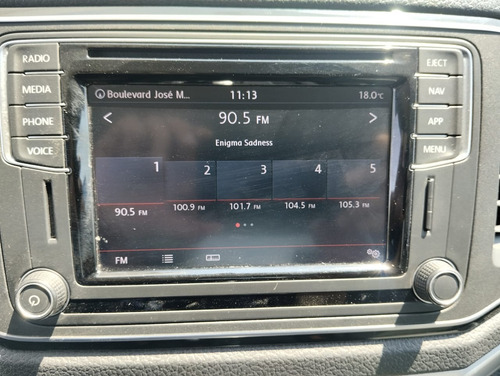 RADIO
MEDIA
PHONE
VOICE
EJECT
NAV
APP
MENU
Boulevard José M... 11:13 18.0°C
< 90.5 FM >
Enigma Sadness
1 2 3 4 5
90.5 FM 100.9 FM 101.7 FM 104.5 FM 105.3 FM
FM